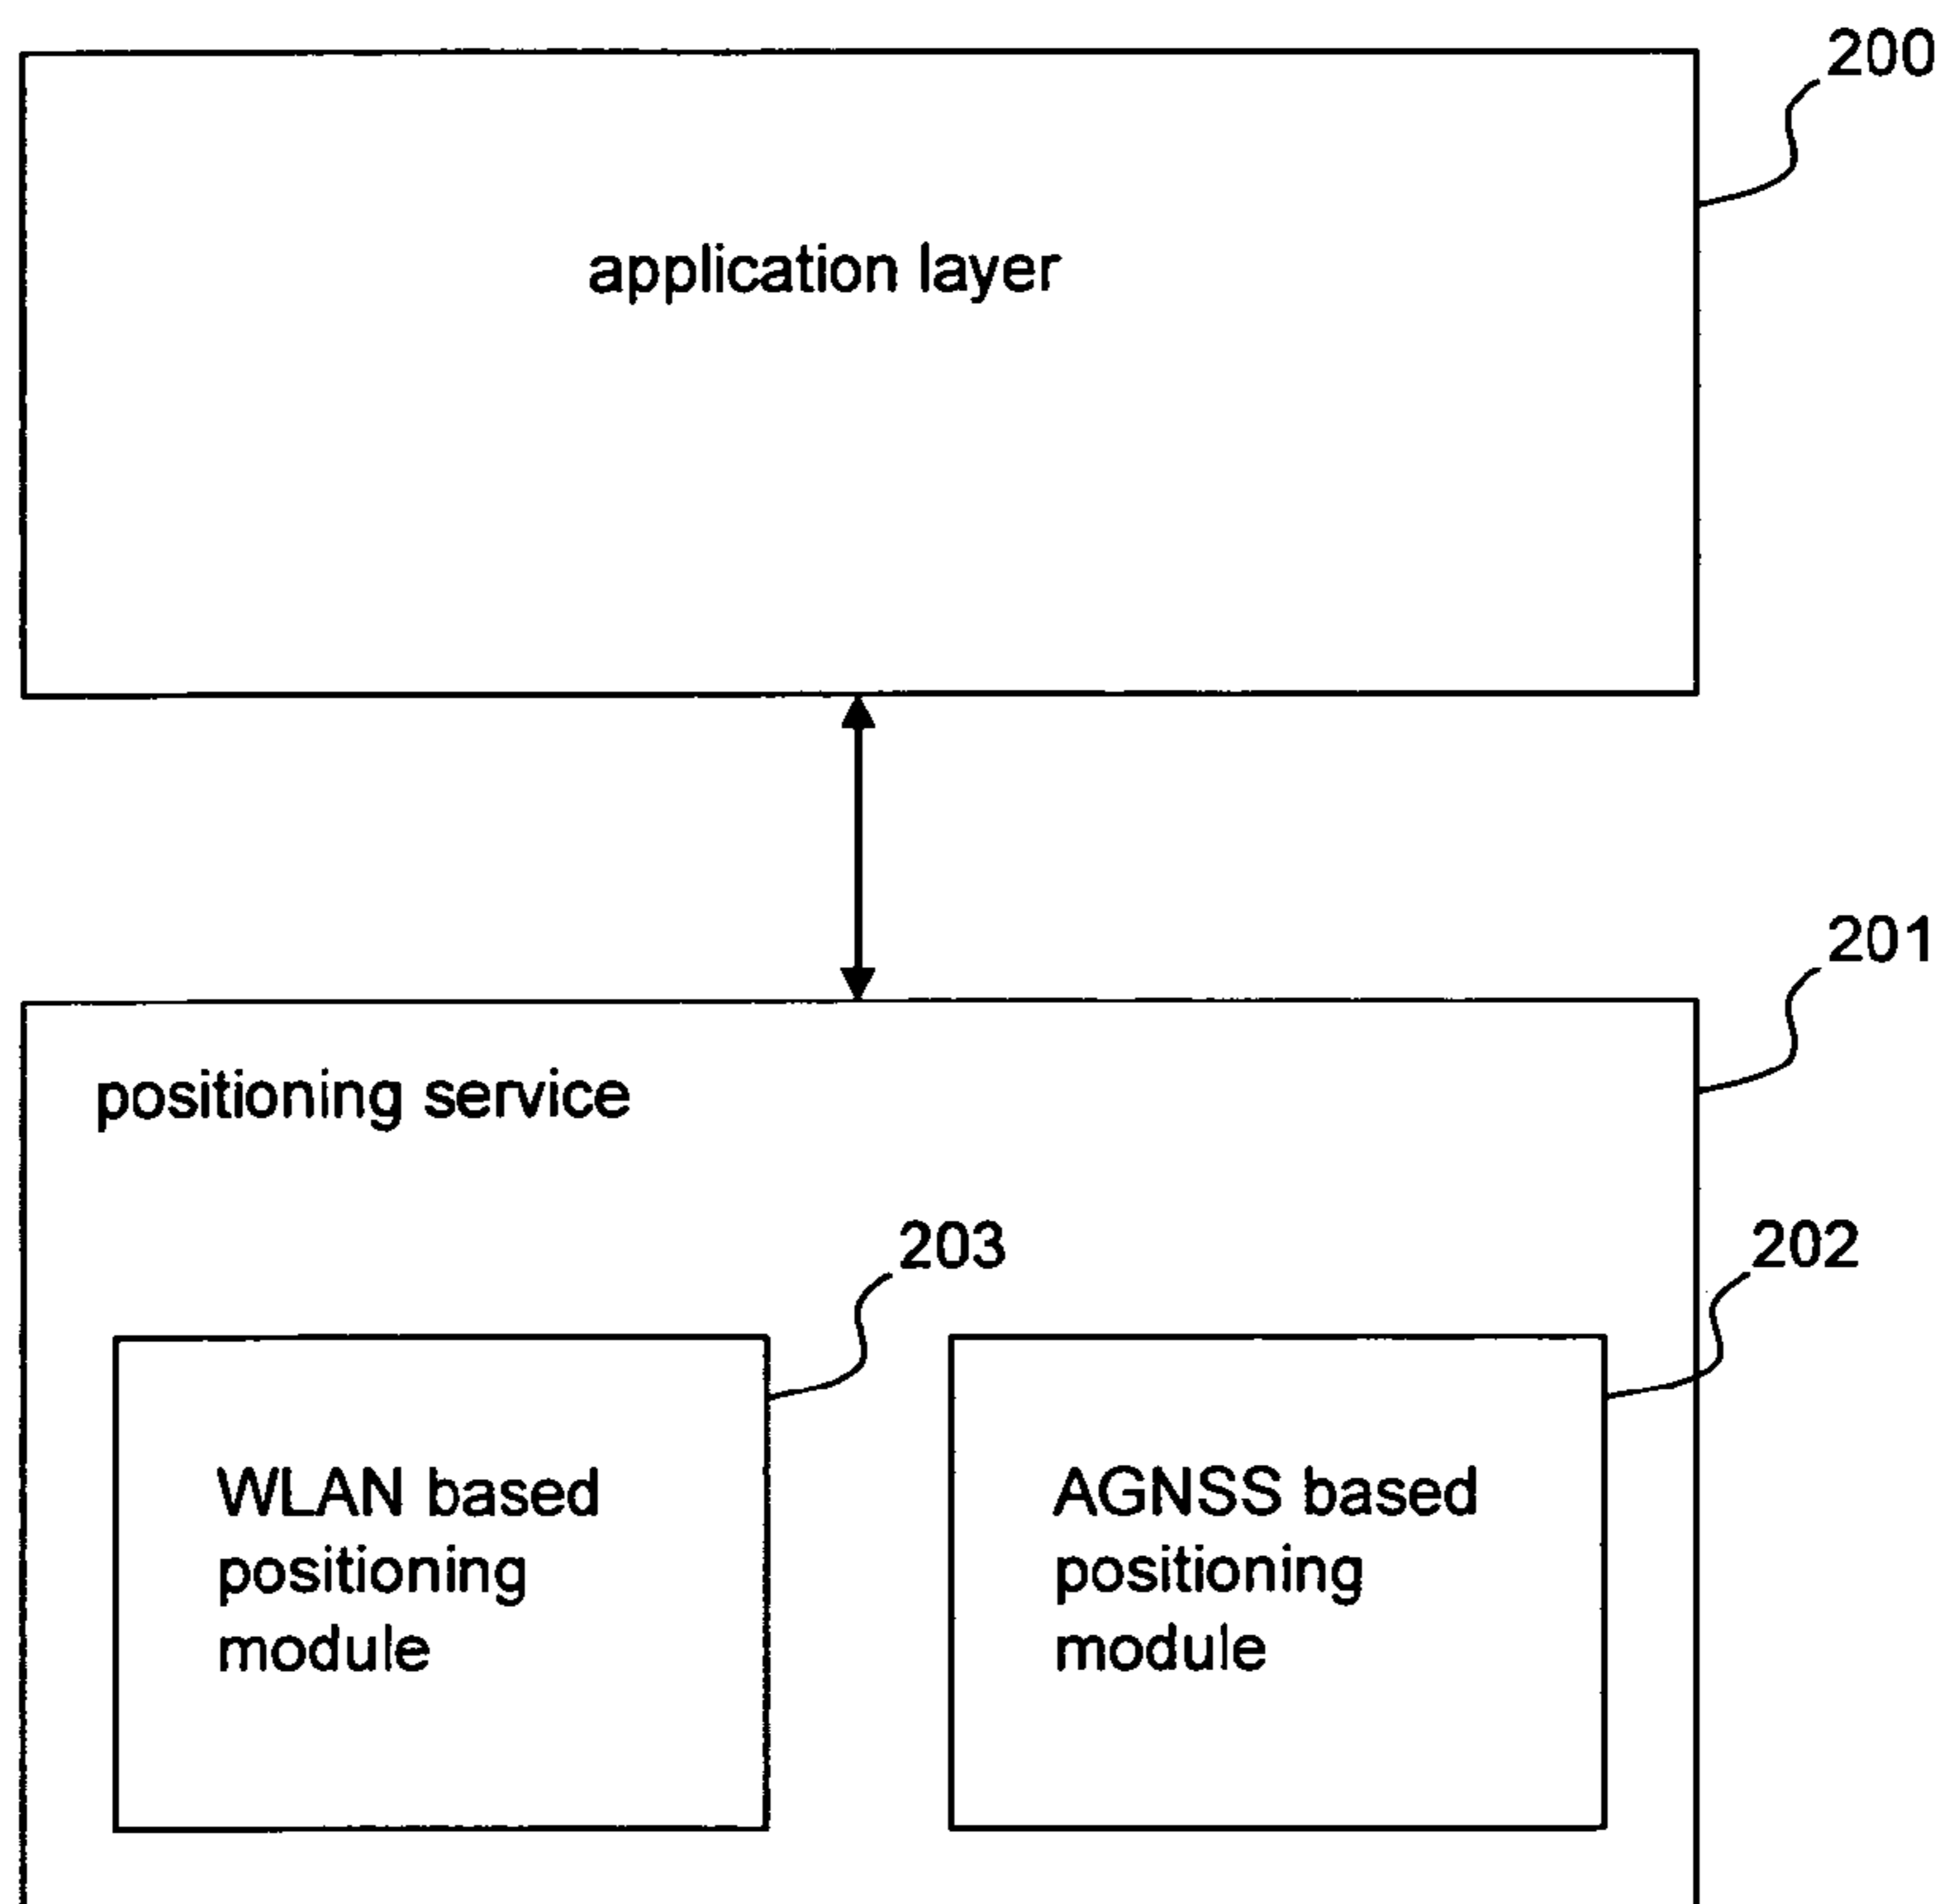 200
application layer
201
positioning service
203
202
WLAN based
positioning
module
AGNSS based
positioning
module